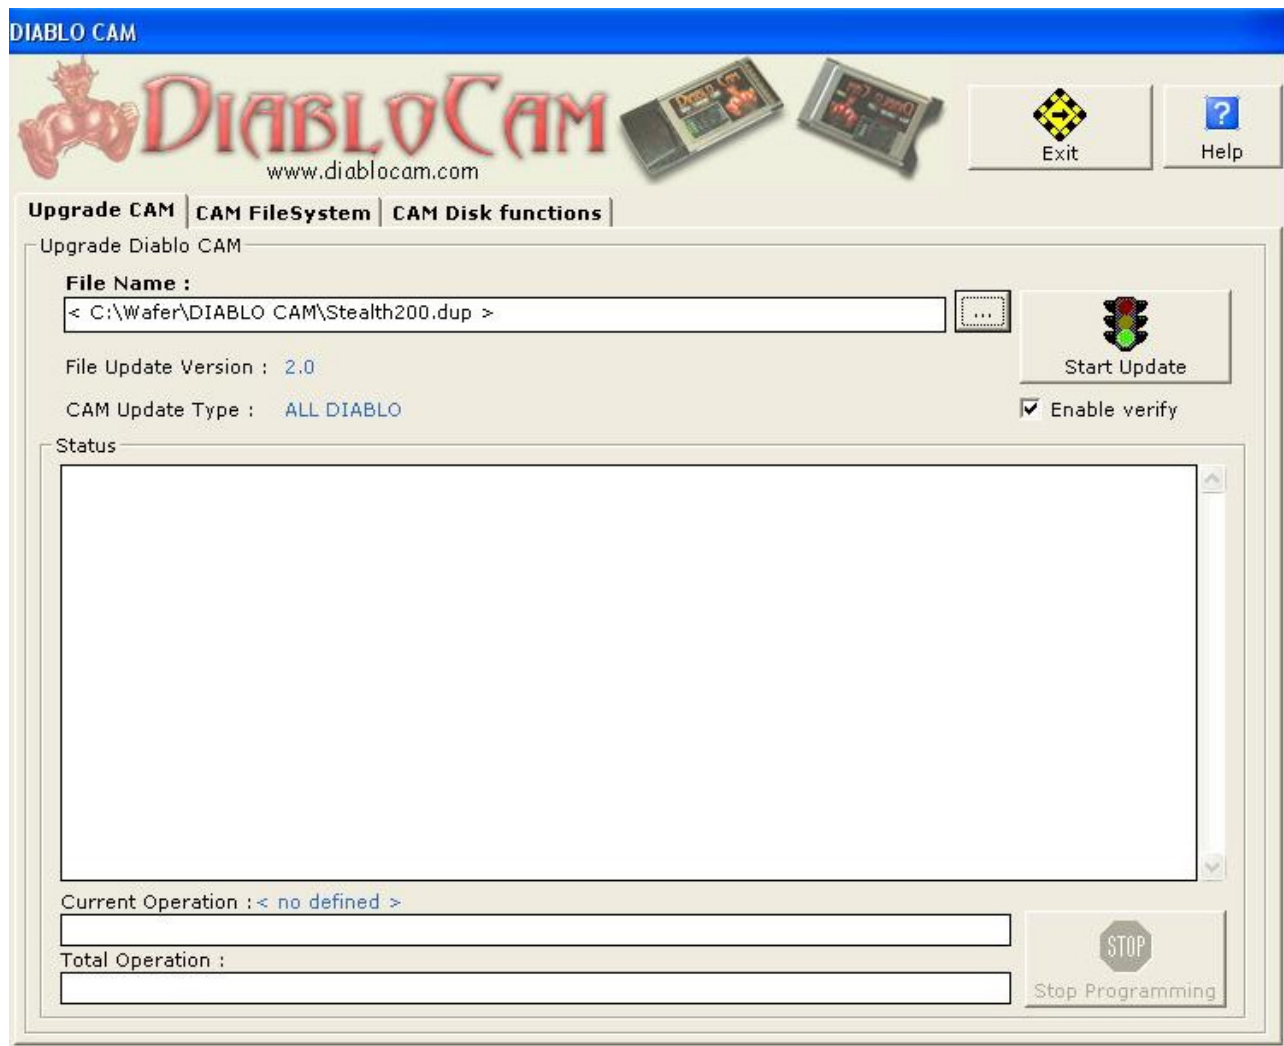 DIABLO CAM
DIABLOCAM
www.diablocam.com
Exit
Help
Upgrade CAM
CAM FileSystem
CAM Disk functions
Upgrade Diablo CAM
File Name :
< C:\Wafer\DIABLO CAM\Stealth200.dup >
...
Start Update
File Update Version : 2.0
CAM Update Type : ALL DIABLO
Enable verify
Status
Current Operation :< no defined >
STOP
Total Operation :
Stop Programming